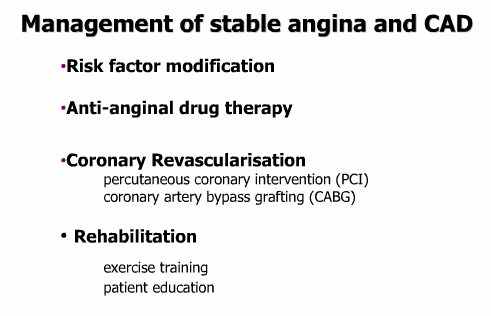 Management of stable angina and CAD
•Risk factor modification
•Anti-anginal drug therapy
•Coronary Revascularisation
percutaneous coronary intervention (PCI)
coronary artery bypass grafting (CABG)
• Rehabilitation
exercise training
patient education